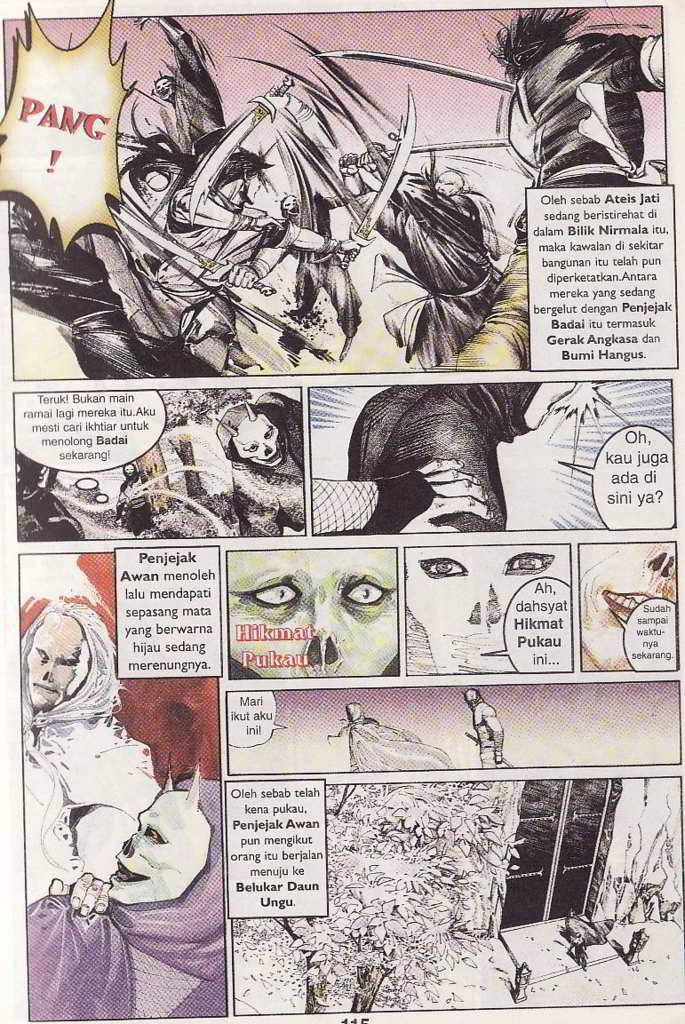 PANG
!
Oleh sebab Ateis Jati
sedang beristirehat di
dalam Bilik Nirmala itu,
maka kawalan di sekitar
bangunan itu telah pun
diperketatkan.Antara
mereka yang sedang
bergelut dengan Penjejak
Badai itu termasuk
Gerak Angkasa dan
Bumi Hangus.
Teruk! Bukan main
ramai lagi mereka itu.Aku
mesti cari ikhtiar untuk
menolong Badai
sekarang!
Oh,
kau juga
ada di
sini ya?
Penjejak
Awan menoleh
lalu mendapati
sepasang mata
yang berwarna
hijau sedang
merenungnya.
Hikmat
Pukau
Ah,
dahsyat
Hikmat
Pukau
ini...
Sudah
sampai
waktu-
nya
sekarang.
Mari
ikut aku
ini!
Oleh sebab telah
kena pukau,
Penjejak Awan
pun mengikut
orang itu berjalan
menuju ke
Belukar Daun
Ungu.
115